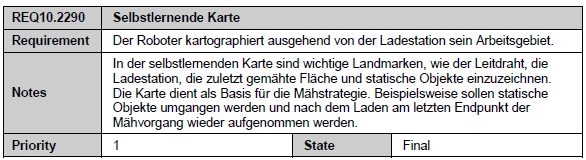 REQ10.2290 Selbstlernende Karte
Requirement Der Roboter kartographiert ausgehend von der Ladestation sein Arbeitsgebiet.
Notes
In der selbstlernenden Karte sind wichtige Landmarken, wie der Leitdraht, die
Ladestation, die zuletzt gemähte Fläche und statische Objekte einzuzeichnen.
Die Karte dient als Basis für die Mähstrategie. Beispielsweise sollen statische
Objekte umgangen werden und nach dem Laden am letzten Endpunkt der
Mähvorgang wieder aufgenommen werden.
Priority 1 State Final